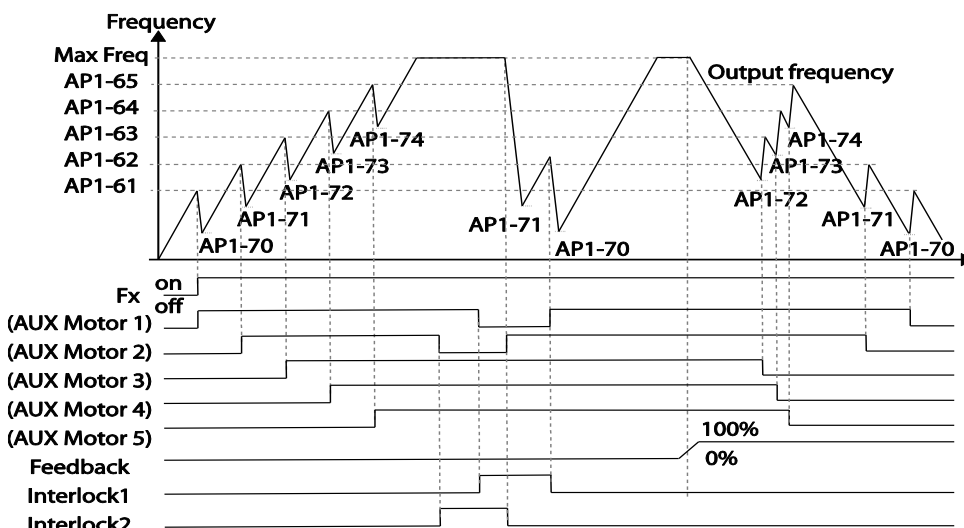 Frequency
Max Freq
AP1-65
AP1-64
AP1-63
AP1-62
AP1-61
Output frequency
AP1-74
AP1-73
AP1-72
AP1-71
AP1-70
AP1-71
AP1-70
AP1-74
AP1-73
AP1-72
AP1-71
AP1-70
on
Fx
off
(AUX Motor 1)
(AUX Motor 2)
(AUX Motor 3)
(AUX Motor 4)
(AUX Motor 5)
100%
Feedback
0%
Interlock1
Interlock2